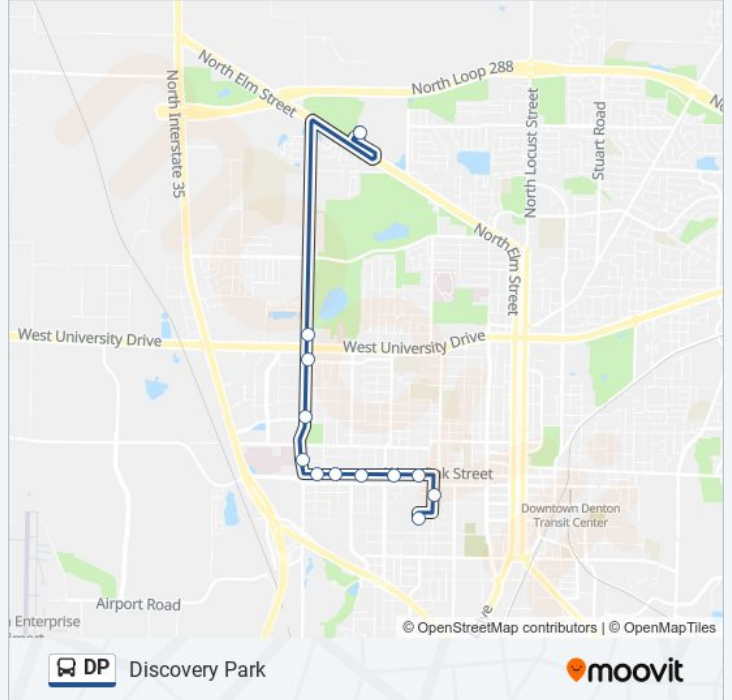 North Loop 288
North Elm Street
North Interstate 35
North Locust Street
Stuart Road
North Elm Street
West University Drive
West University Drive
Street
Downtown Denton
Transit Center
Airport Road
Enterprise
© OpenStreetMap contributors | © OpenMapTiles
DP Discovery Park
moovit